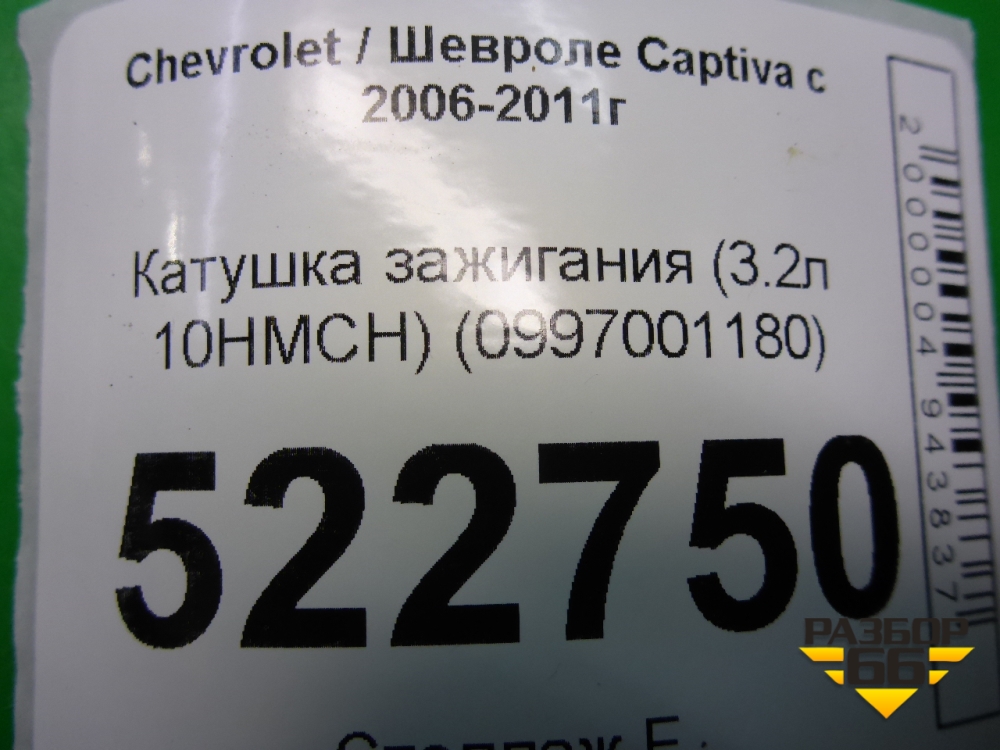 Chevrolet / Шевроле Captiva с
2006-2011г
Катушка зажигания (3.2л
10HMCH) (0997001180)
522750
2000004943837
РАЗБОР
66